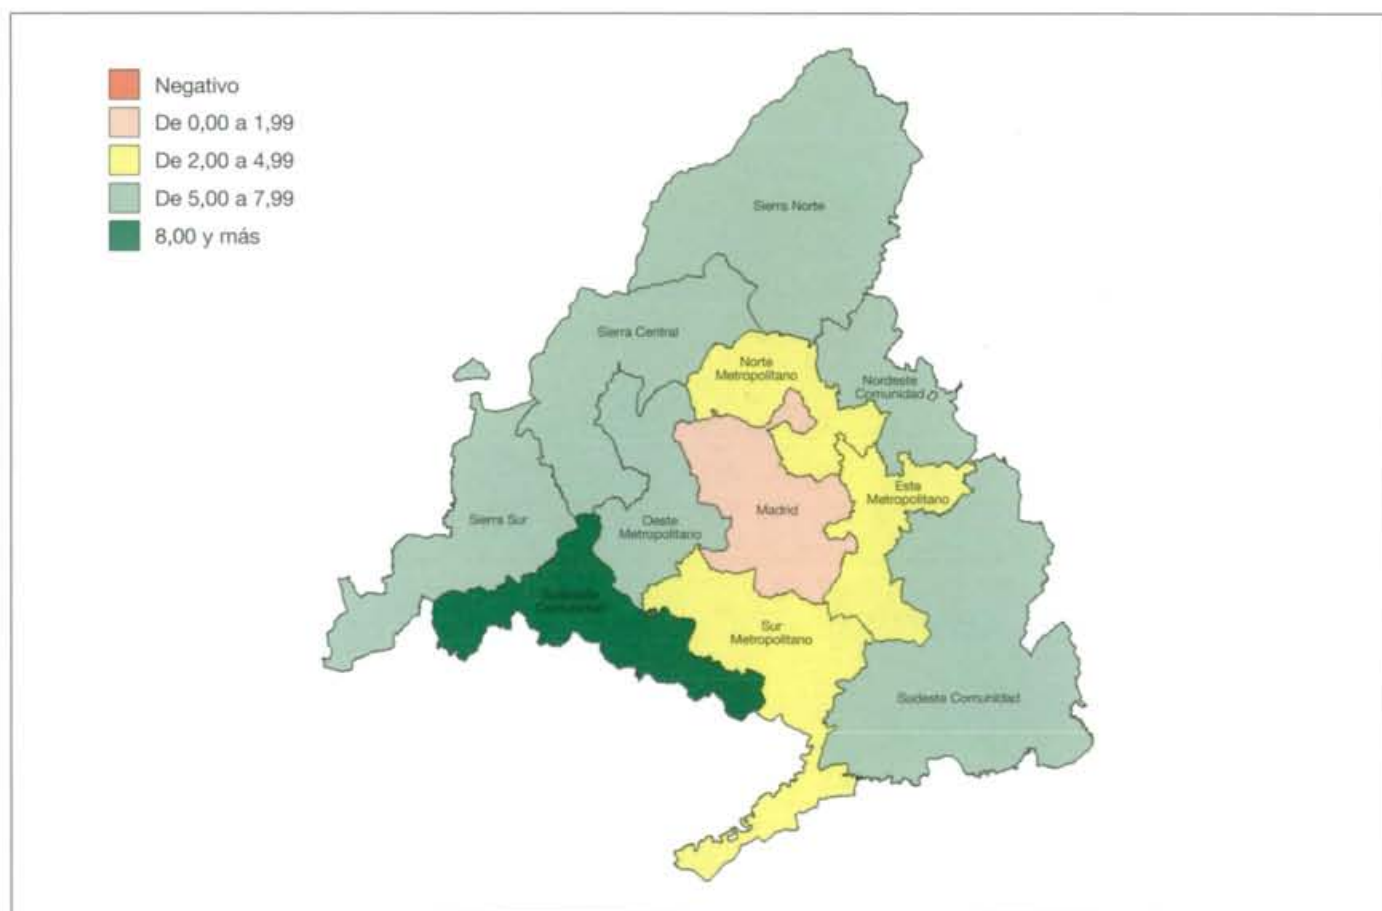 Negativo
De 0,00 a 1,99
De 2,00 a 4,99
De 5,00 a 7,99
8,00 y más
Sierra Norte
Sierra Central
Norte
Metropolitano
Nordeste
Comunidad
Este
Metropolitano
Madrid
Sierra Sur
Oeste
Metropolitano
Sudoeste
Comunidad
Sur
Metropolitano
Sudeste Comunidad